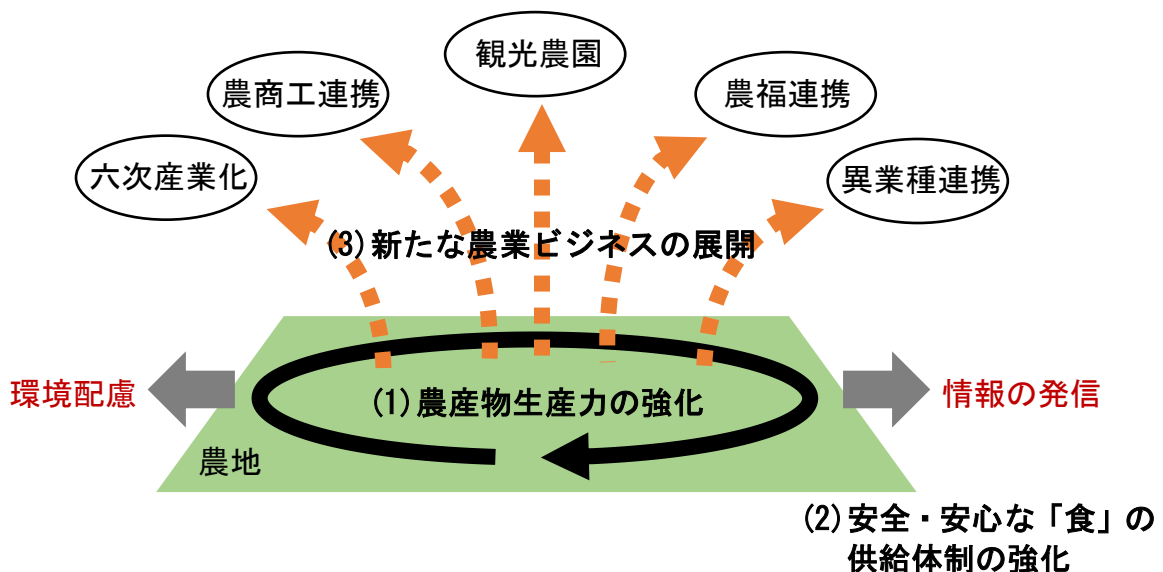 観光農園
農商工連携
農福連携
六次産業化
異業種連携
(3)新たな農業ビジネスの展開
環境配慮
(1)農産物生産力の強化
情報の発信
農地
(2)安全・安心な「食」の
供給体制の強化